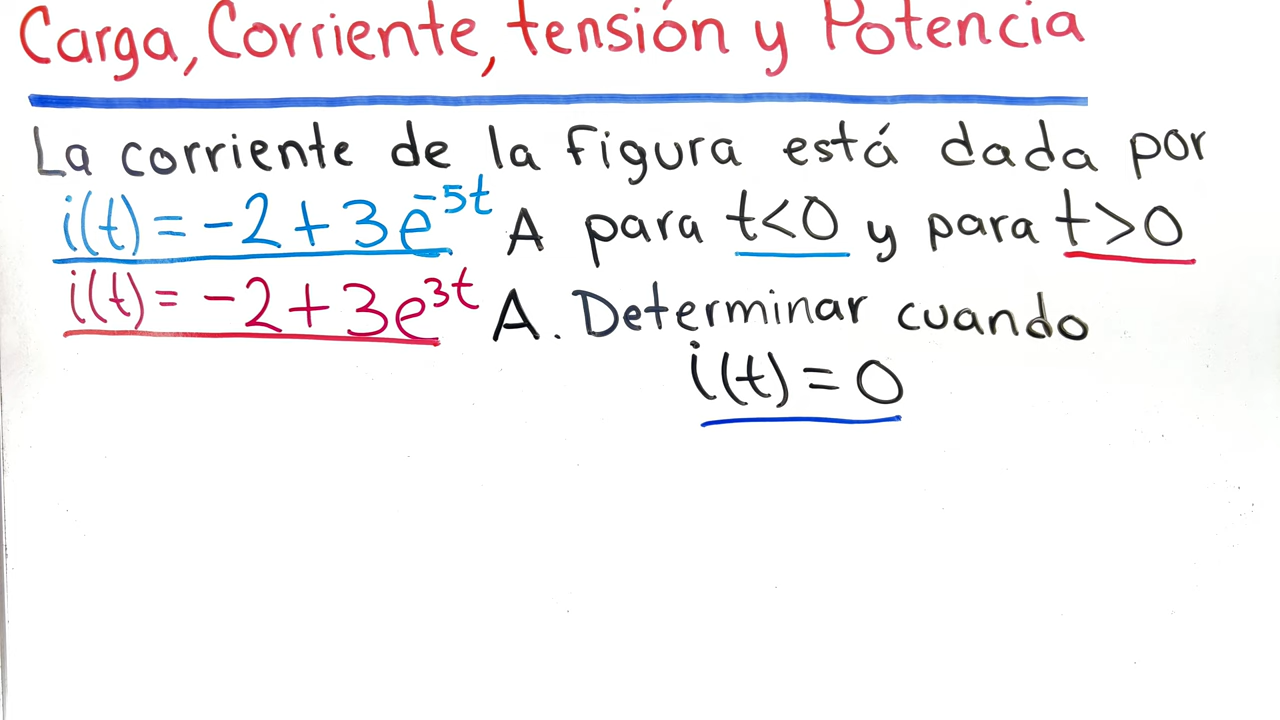 Carga, Corriente, tensión y Potencia
La corriente de la figura está dada por
i(t) = -2 + 3e^-5t A para t<0 y para t>0
i(t) = -2 + 3e^3t A. Determinar cuando
i(t) = 0